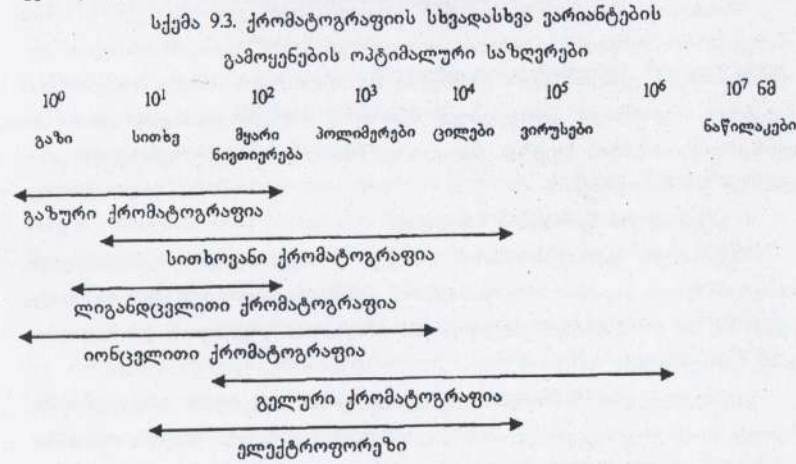 სქემა 9.3. ქრომატოგრაფიის სხვადასხვა ვარიანტების
გამოყენების ოპტიმალური საზღვრები
10⁰ 10¹ 10² 10³ 10⁴ 10⁵ 10⁶ 10⁷ ნმ
გაზი სითხე მყარი პოლიმერები ცილები ვირუსები ნაწილაკები
ნივთიერება
გაზური ქრომატოგრაფია
სითხოვანი ქრომატოგრაფია
ლიგანდცვლითი ქრომატოგრაფია
იონცვლითი ქრომატოგრაფია
გელური ქრომატოგრაფია
ელექტროფორეზი